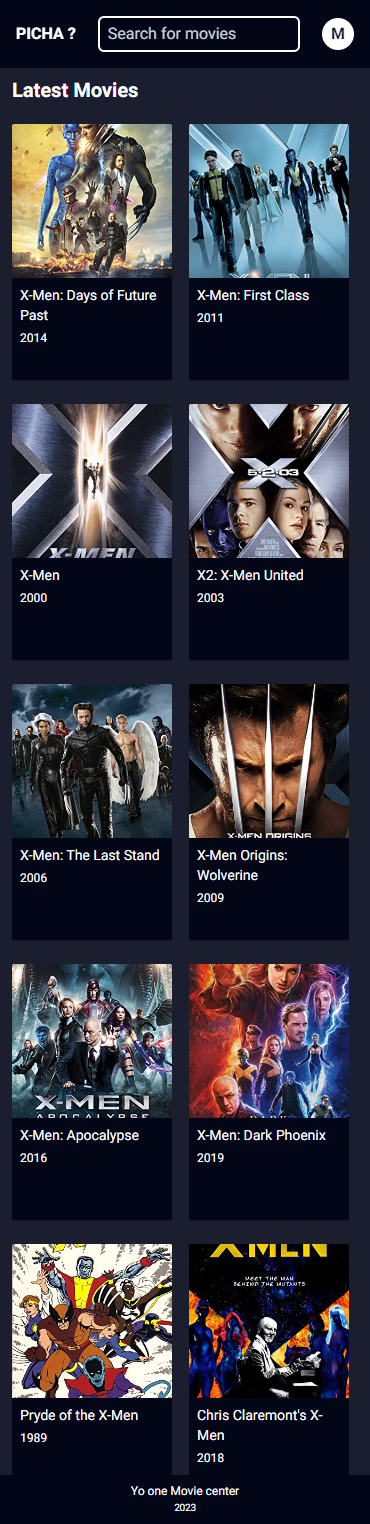 PICHA ?
Search for movies
M
Latest Movies
X-Men: Days of Future
Past
2014
X-Men: First Class
2011
X-MEN
X-Men
2000
5·2·03
X2: X-Men United
2003
X-Men: The Last Stand
2006
X-MEN ORIGINS
X-Men Origins:
Wolverine
2009
X-MEN
APOCALYPSE
X-Men: Apocalypse
2016
X-Men: Dark Phoenix
2019
Pryde of the X-Men
1989
X-MEN
MEET THE MAN
BEHIND THE MUTANTS
Chris Claremont's X-
Men
2018
Yo one Movie center
2023